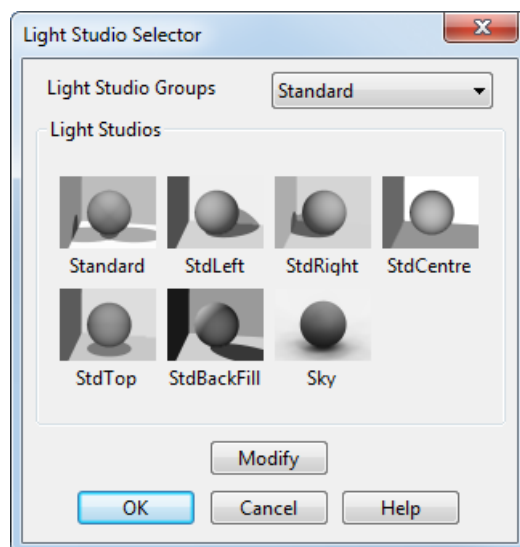 Light Studio Selector
Light Studio Groups Standard
Light Studios
Standard StdLeft StdRight StdCentre
StdTop StdBackFill Sky
Modify
OK Cancel Help